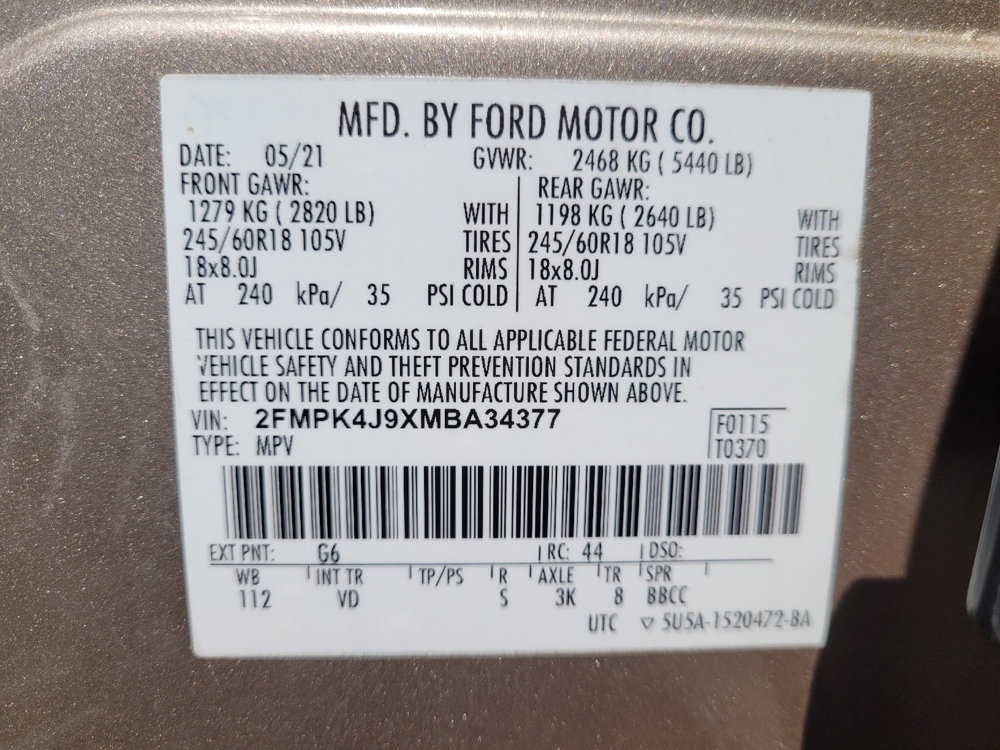 MFD. BY FORD MOTOR CO.
DATE: 05/21 GVWR: 2468 KG ( 5440 LB)
FRONT GAWR: REAR GAWR:
1279 KG ( 2820 LB) WITH 1198 KG ( 2640 LB) WITH
245/60R18 105V TIRES 245/60R18 105V TIRES
18x8.0J RIMS 18x8.0J RIMS
AT 240 kPa/ 35 PSI COLD AT 240 kPa/ 35 PSI COLD
THIS VEHICLE CONFORMS TO ALL APPLICABLE FEDERAL MOTOR
VEHICLE SAFETY AND THEFT PREVENTION STANDARDS IN
EFFECT ON THE DATE OF MANUFACTURE SHOWN ABOVE.
VIN: 2FMPK4J9XMBA34377 F0115
TYPE: MPV T0370
EXT PNT: G6 RC: 44 DSO:
WB INT TR TP/PS R AXLE TR SPR
112 VD S 3K 8 BBCC
UTC ▽ 5U5A-1520472-BA